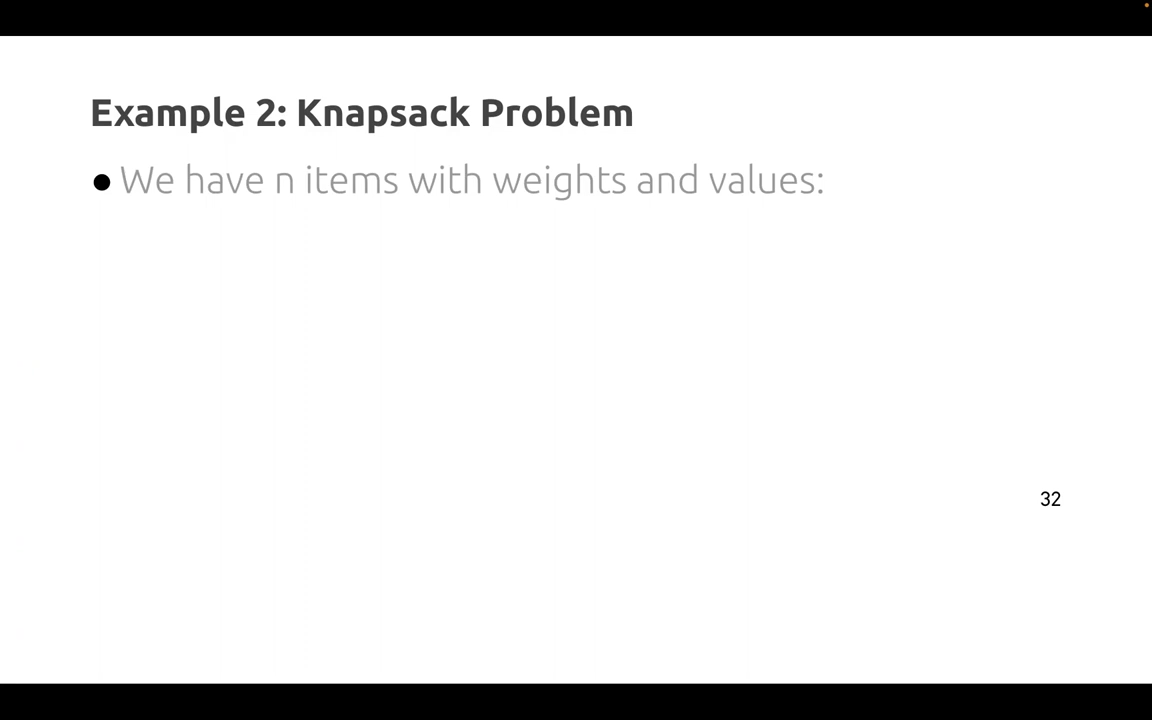 Example 2: Knapsack Problem
● We have n items with weights and values:
32